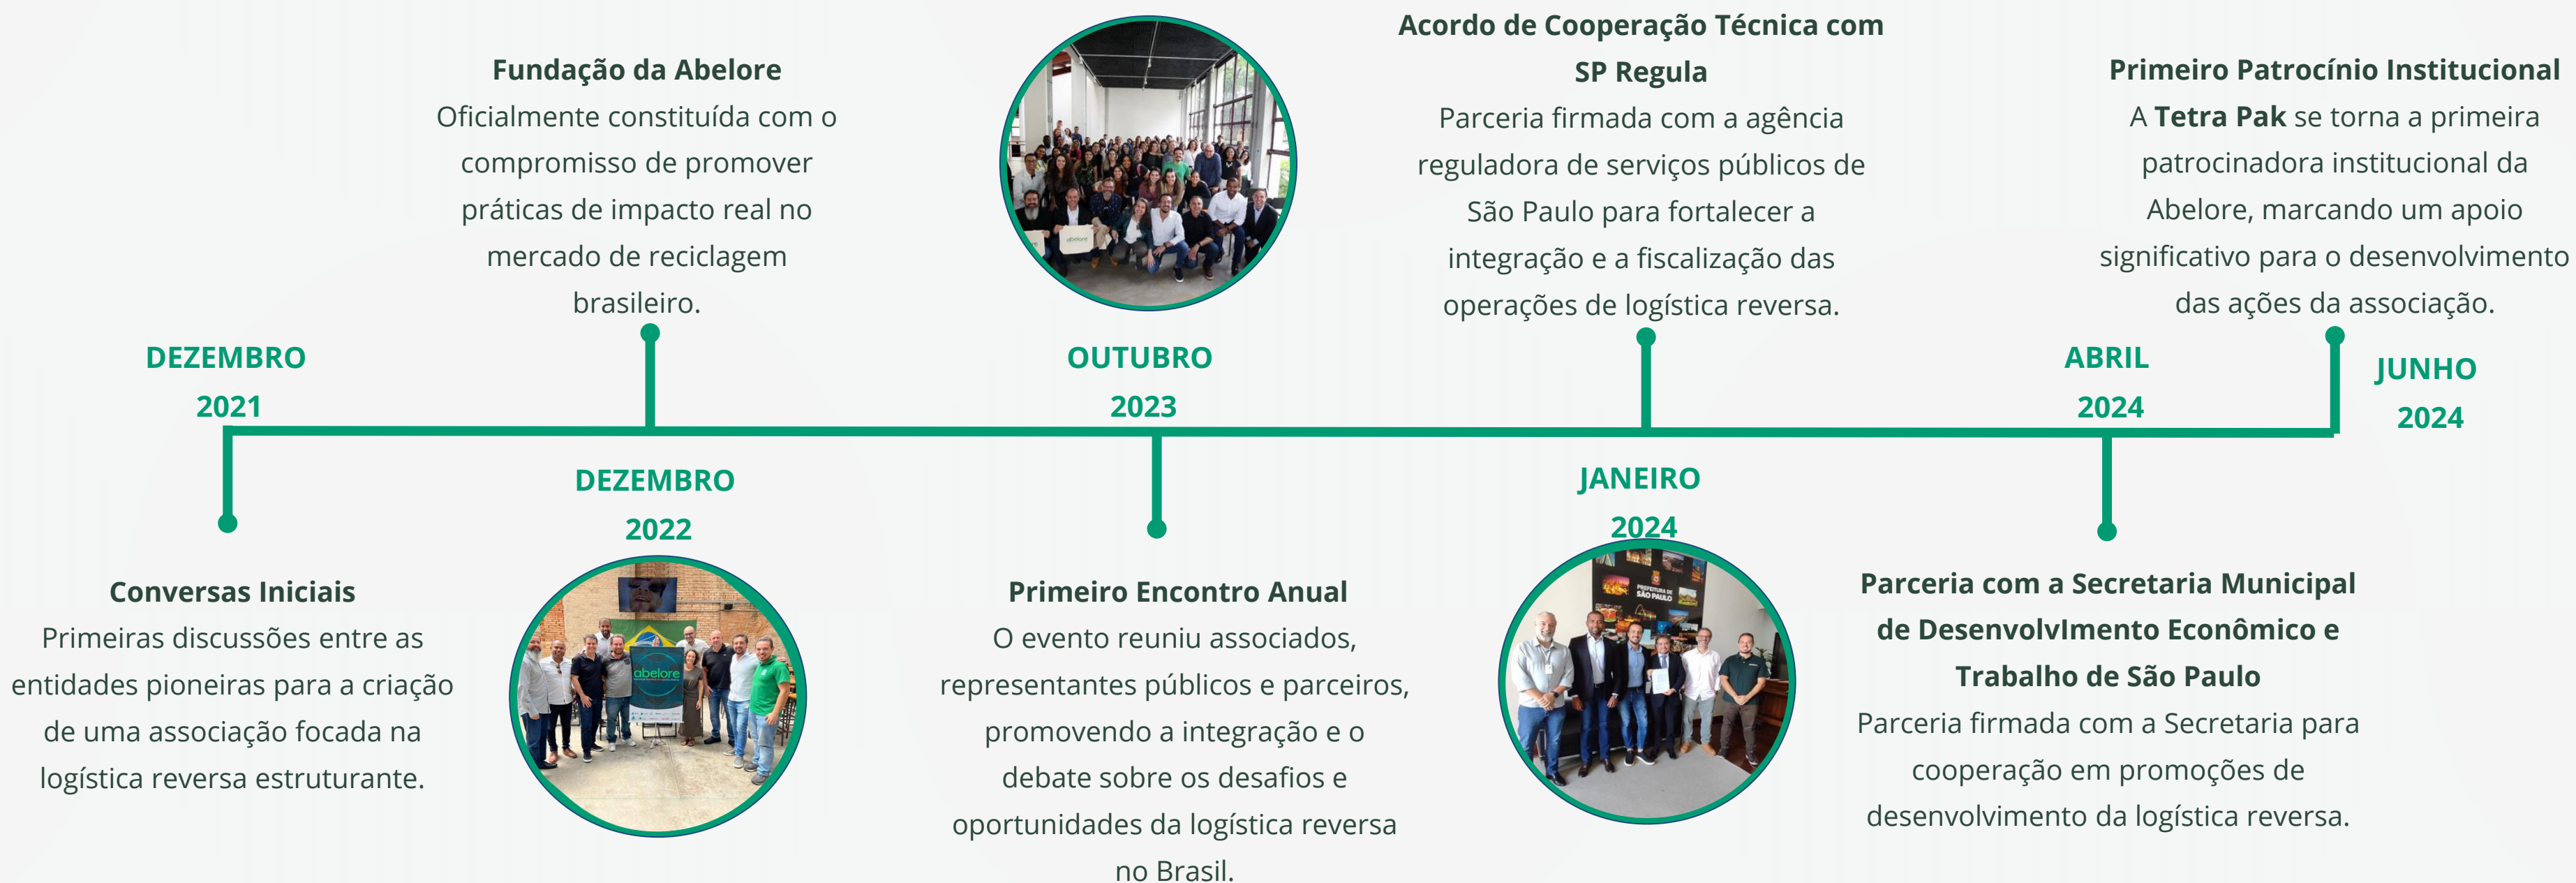 DEZEMBRO
2021
Conversas Iniciais
Primeiras discussões entre as
entidades pioneiras para a criação
de uma associação focada na
logística reversa estruturante.
Fundação da Abelore
Oficialmente constituída com o
compromisso de promover
práticas de impacto real no
mercado de reciclagem
brasileiro.
DEZEMBRO
2022
abelore
abelore
OUTUBRO
2023
Primeiro Encontro Anual
O evento reuniu associados,
representantes públicos e parceiros,
promovendo a integração e o
debate sobre os desafios e
oportunidades da logística reversa
no Brasil.
Acordo de Cooperação Técnica com
SP Regula
Parceria firmada com a agência
reguladora de serviços públicos de
São Paulo para fortalecer a
integração e a fiscalização das
operações de logística reversa.
JANEIRO
2024
PREFEITURA DE
SÃO PAULO
ABRIL
2024
Parceria com a Secretaria Municipal
de DesenvolvImento Econômico e
Trabalho de São Paulo
Parceria firmada com a Secretaria para
cooperação em promoções de
desenvolvimento da logística reversa.
Primeiro Patrocínio Institucional
A Tetra Pak se torna a primeira
patrocinadora institucional da
Abelore, marcando um apoio
significativo para o desenvolvimento
das ações da associação.
JUNHO
2024